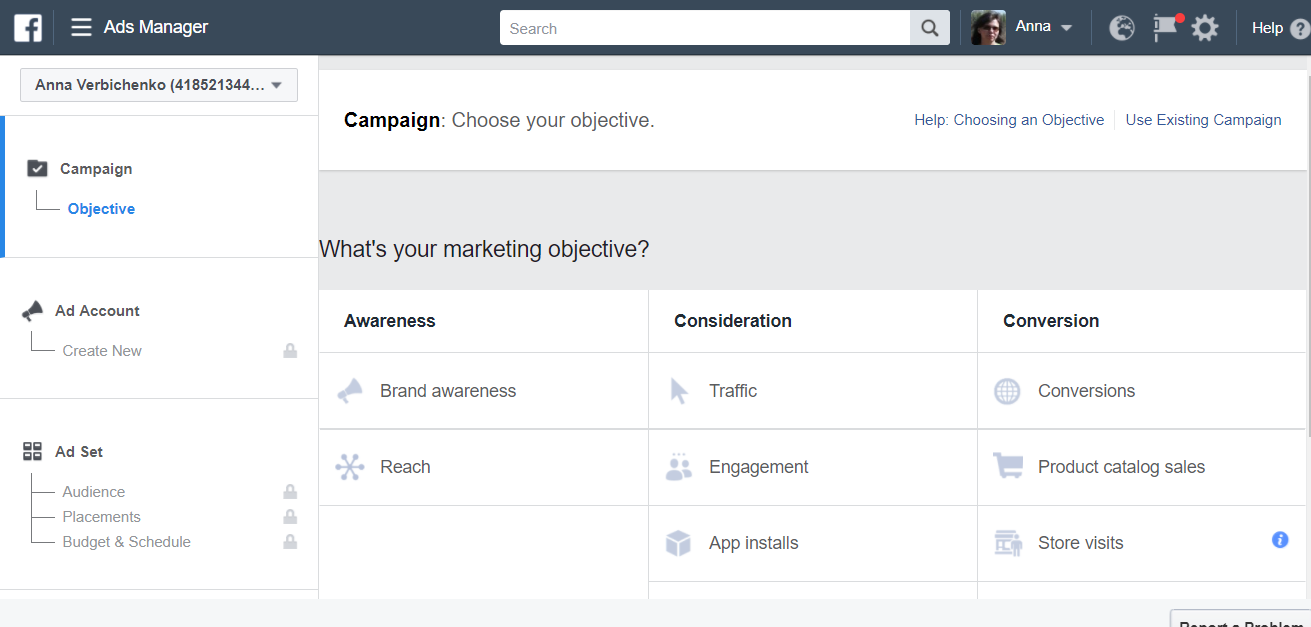 f
Ads Manager
Search
Anna
Help ?
Anna Verbichenko (418521344...
Campaign: Choose your objective.
Help: Choosing an Objective
Use Existing Campaign
Campaign
Objective
What's your marketing objective?
Ad Account
Create New
Awareness
Consideration
Conversion
Brand awareness
Traffic
Conversions
Ad Set
Audience
Placements
Budget & Schedule
Reach
Engagement
Product catalog sales
App installs
Store visits
i
Report a Problem